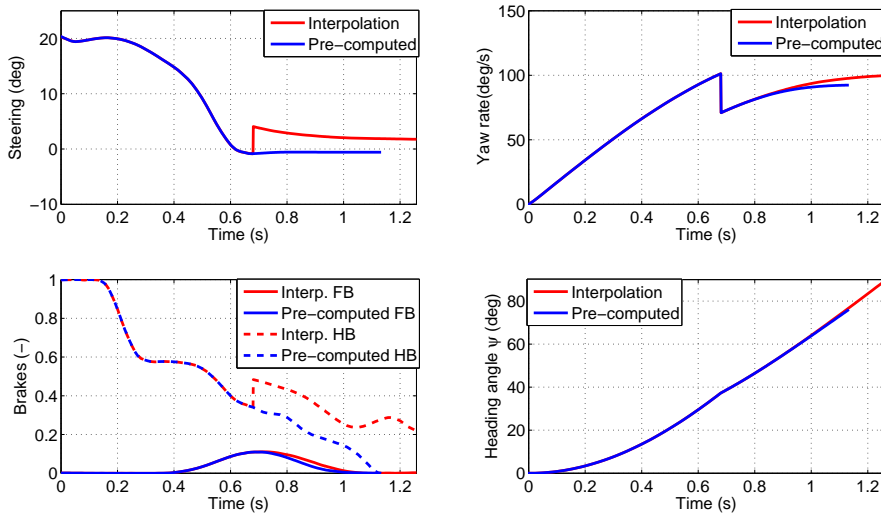 Interpolation
Pre-computed
Steering (deg)
20
10
0
−10
0
0.2
0.4
0.6
0.8
1
1.2
Time (s)
Interpolation
Pre-computed
Yaw rate(deg/s)
150
100
50
0
0
0.2
0.4
0.6
0.8
1
1.2
Time (s)
Interp. FB
Pre-computed FB
Interp. HB
Pre-computed HB
Brakes (−)
1
0.8
0.6
0.4
0.2
0
0
0.2
0.4
0.6
0.8
1
1.2
Time (s)
Interpolation
Pre-computed
Heading angle ψ (deg)
80
60
40
20
0
0
0.2
0.4
0.6
0.8
1
1.2
Time (s)